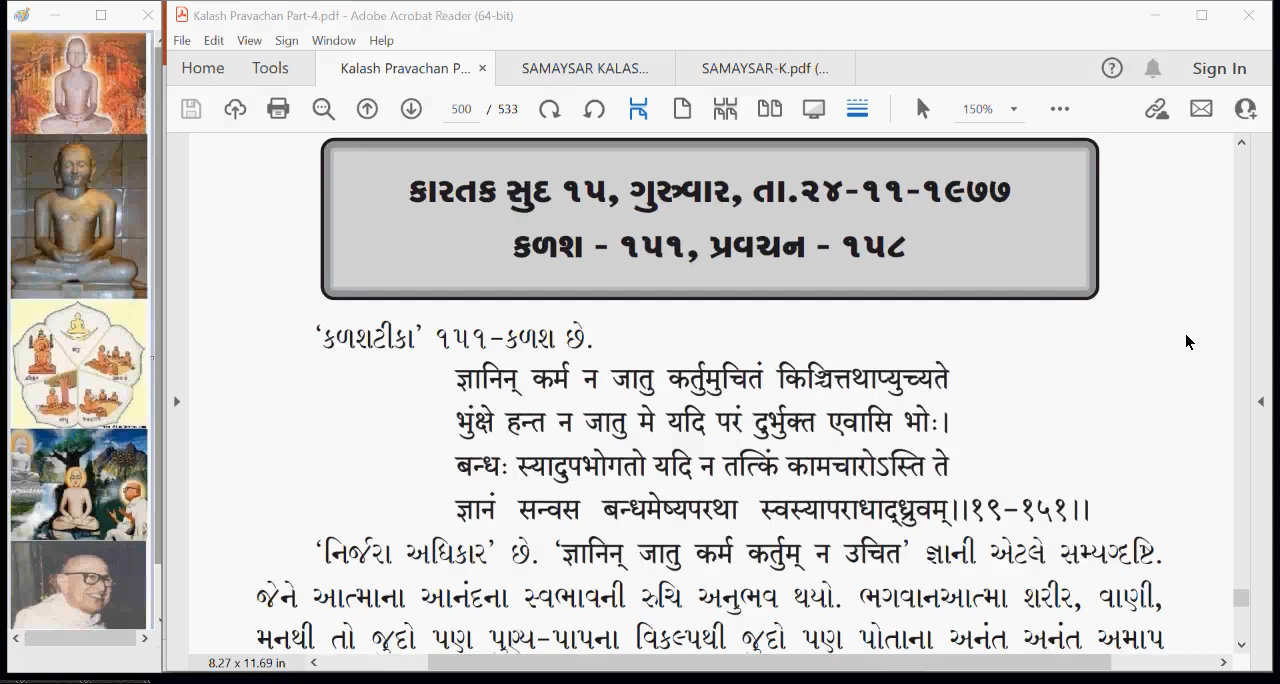 Kalash Pravachan Part-4.pdf - Adobe Acrobat Reader (64-bit)
File Edit View Sign Window Help
Home Tools Kalash Pravachan P... × SAMAYSAR KALAS... SAMAYSAR-K.pdf (... Sign In
500 / 533 150%
કારતક સુદ ૧૫, ગુરુવાર, તા.૨૪-૧૧-૧૯૭૭
કળશ - ૧૫૧, પ્રવચન - ૧૫૮
‘કળશટીકા’ ૧૫૧-કળશ છે.
ज्ञानिन् कर्म न जातु कर्तुमुचितं किञ्चित्तथाप्युच्यते
भुंक्षे हन्त न जातु मे यदि परं दुर्भुक्त एवासि भोः।
बन्धः स्यादुपभोगतो यदि न तत्किं कामचारोऽस्ति ते
ज्ञानं सन्वस बन्धमेष्यपरथा स्वस्यापराधाद्ध्रुवम्।।१९-१५१।।
‘નિર્જરા અધિકાર’ છે. ‘ज्ञानिन् जातु कर्म कर्तुम् न उचित’ જ્ઞાની એટલે સમ્યગ્દષ્ટિ.
જેને આત્માના આનંદના સ્વભાવની રુચિ અનુભવ થયો. ભગવાનઆત્મા શરીર, વાણી,
મનથી તો જૂદો પણ પુણ્ય-પાપના વિકલ્પથી જૂદો પણ પોતાના અનંત અનંત અમાપ
8.27 x 11.69 in